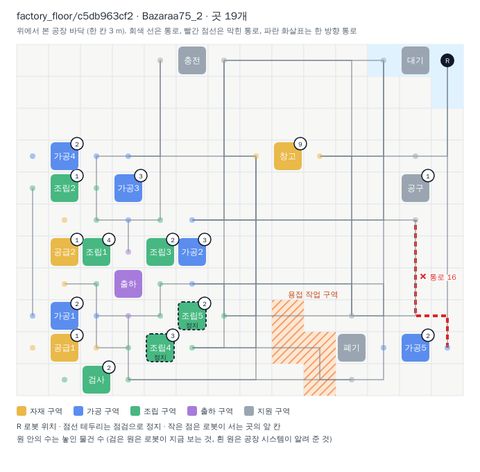 factory_floor/c5db963cf2 · Bazaraa75_2 · 곳 19개
위에서 본 공장 바닥 (한 칸 3 m). 회색 선은 통로, 빨간 점선은 막힌 통로, 파란 화살표는 한 방향 통로
충전
대기
R
가공4
2
창고
9
조립2
1
가공3
3
공구
1
공급2
1
조립1
4
조립3
2
가공2
3
✕ 통로 16
출하
용접 작업 구역
가공1
2
조립5
2
정지
공급1
1
조립4
3
정지
폐기
가공5
2
검사
2
자재 구역
가공 구역
조립 구역
출하 구역
지원 구역
R 로봇 위치 · 점선 테두리는 점검으로 정지 · 작은 점은 로봇이 서는 곳의 앞 칸
원 안의 수는 놓인 물건 수 (검은 원은 로봇이 지금 보는 것, 흰 원은 공장 시스템이 알려 준 것)